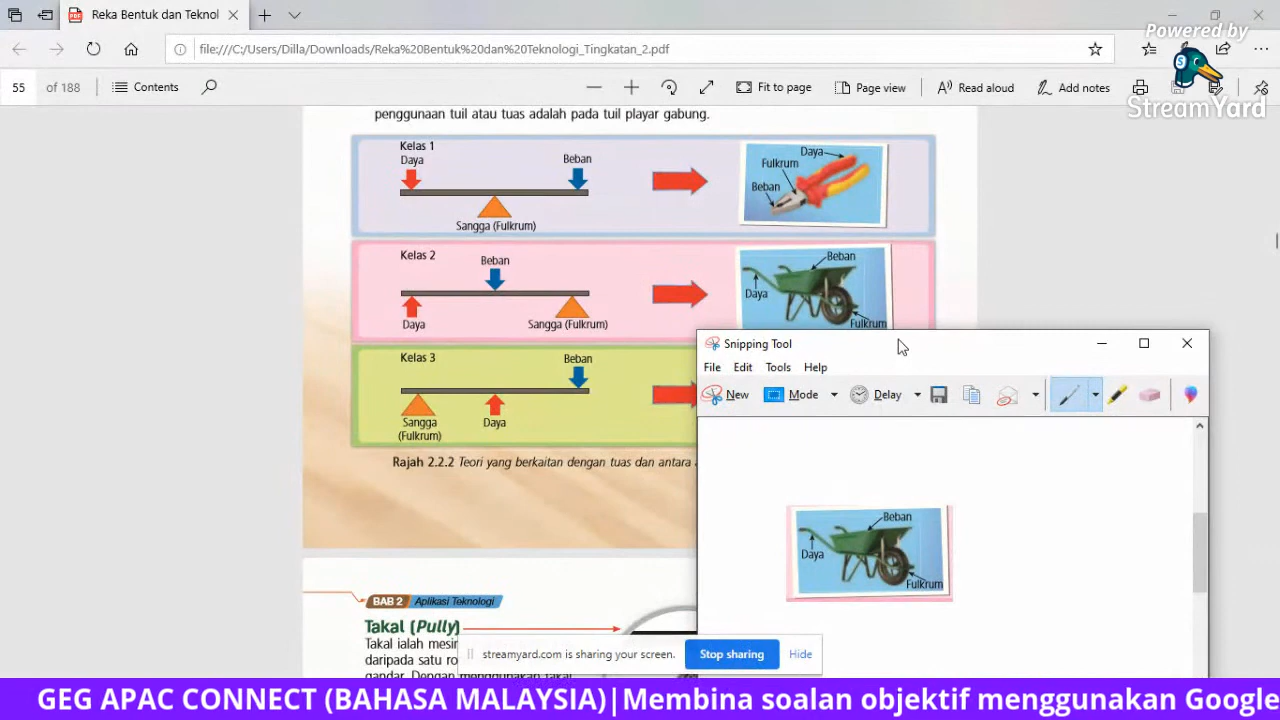 Reka Bentuk dan Teknol
Powered by
file:///C:/Users/Dilla/Downloads/Reka%20Bentuk%20dan%20Teknologi_Tingkatan_2.pdf
S
StreamYard
55 of 188
Contents
Fit to page
Page view
Read aloud
Add notes
penggunaan tuil atau tuas adalah pada tuil playar gabung.
Kelas 1
Daya
Beban
Sangga (Fulkrum)
Daya
Fulkrum
Beban
Kelas 2
Beban
Daya
Sangga (Fulkrum)
Beban
Daya
Fulkrum
Kelas 3
Beban
Sangga
(Fulkrum)
Daya
Rajah 2.2.2 Teori yang berkaitan dengan tuas dan antara
Snipping Tool
File Edit Tools Help
New Mode Delay
Beban
Daya
Fulkrum
BAB 2 Aplikasi Teknologi
Takal (Pully)
Takal ialah
daripada satu
gandar. Dengan menggunakan takal
streamyard.com is sharing your screen.
Stop sharing
Hide
GEG APAC CONNECT (BAHASA MALAYSIA)|Membina soalan objektif menggunakan Google